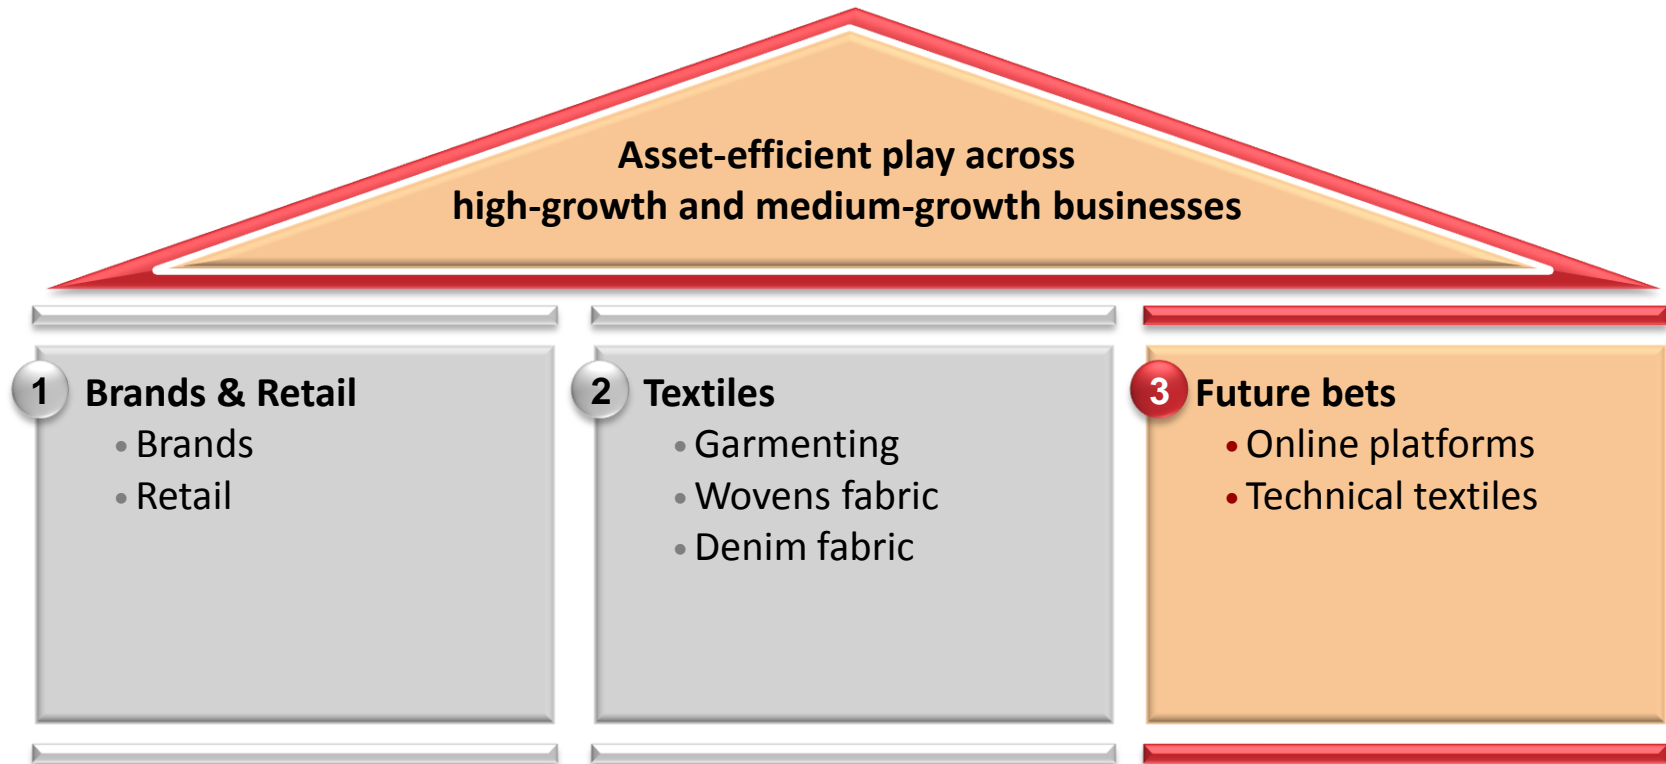 Asset-efficient play across
high-growth and medium-growth businesses
1 Brands & Retail
• Brands
• Retail
2 Textiles
• Garmenting
• Wovens fabric
• Denim fabric
3 Future bets
• Online platforms
• Technical textiles